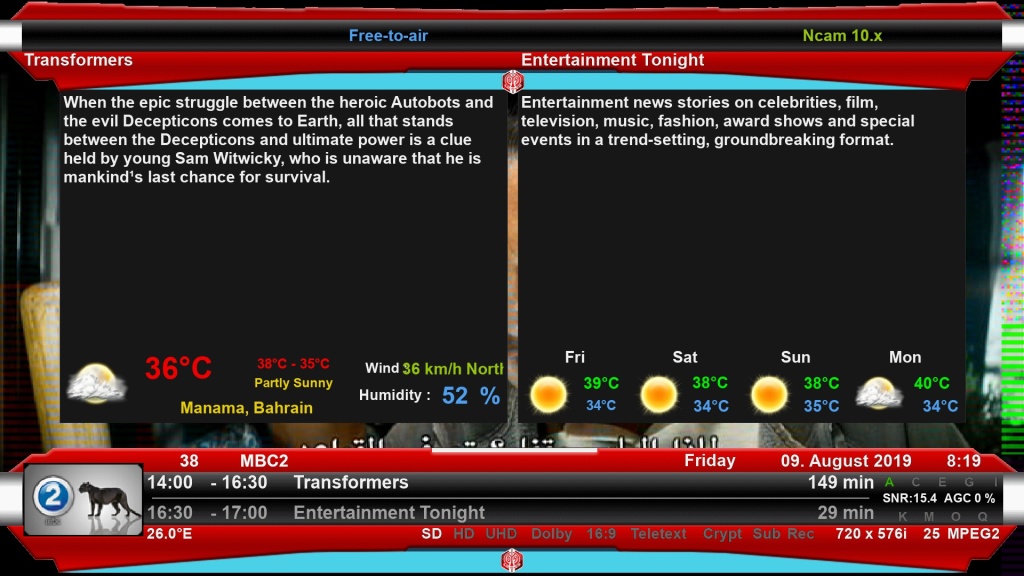 Free-to-air
Ncam 10.x
Transformers
Entertainment Tonight
When the epic struggle between the heroic Autobots and
the evil Decepticons comes to Earth, all that stands
between the Decepticons and ultimate power is a clue
held by young Sam Witwicky, who is unaware that he is
mankind's last chance for survival.
Entertainment news stories on celebrities, film,
television, music, fashion, award shows and special
events in a trend-setting, groundbreaking format.
36°C
38°C - 35°C
Partly Sunny
Manama, Bahrain
Wind 36 km/h North
Humidity : 52 %
Fri Sat Sun Mon
39°C 38°C 38°C 40°C
34°C 34°C 35°C 34°C
38 MBC2
Friday 09. August 2019 8:19
2
14:00 - 16:30 Transformers 149 min
A C E G I
SNR:15.4 AGC 0 %
16:30 - 17:00 Entertainment Tonight 29 min
K M O Q
26.0°E
SD HD UHD Dolby 16:9 Teletext Crypt Sub Rec 720 x 576i 25 MPEG2